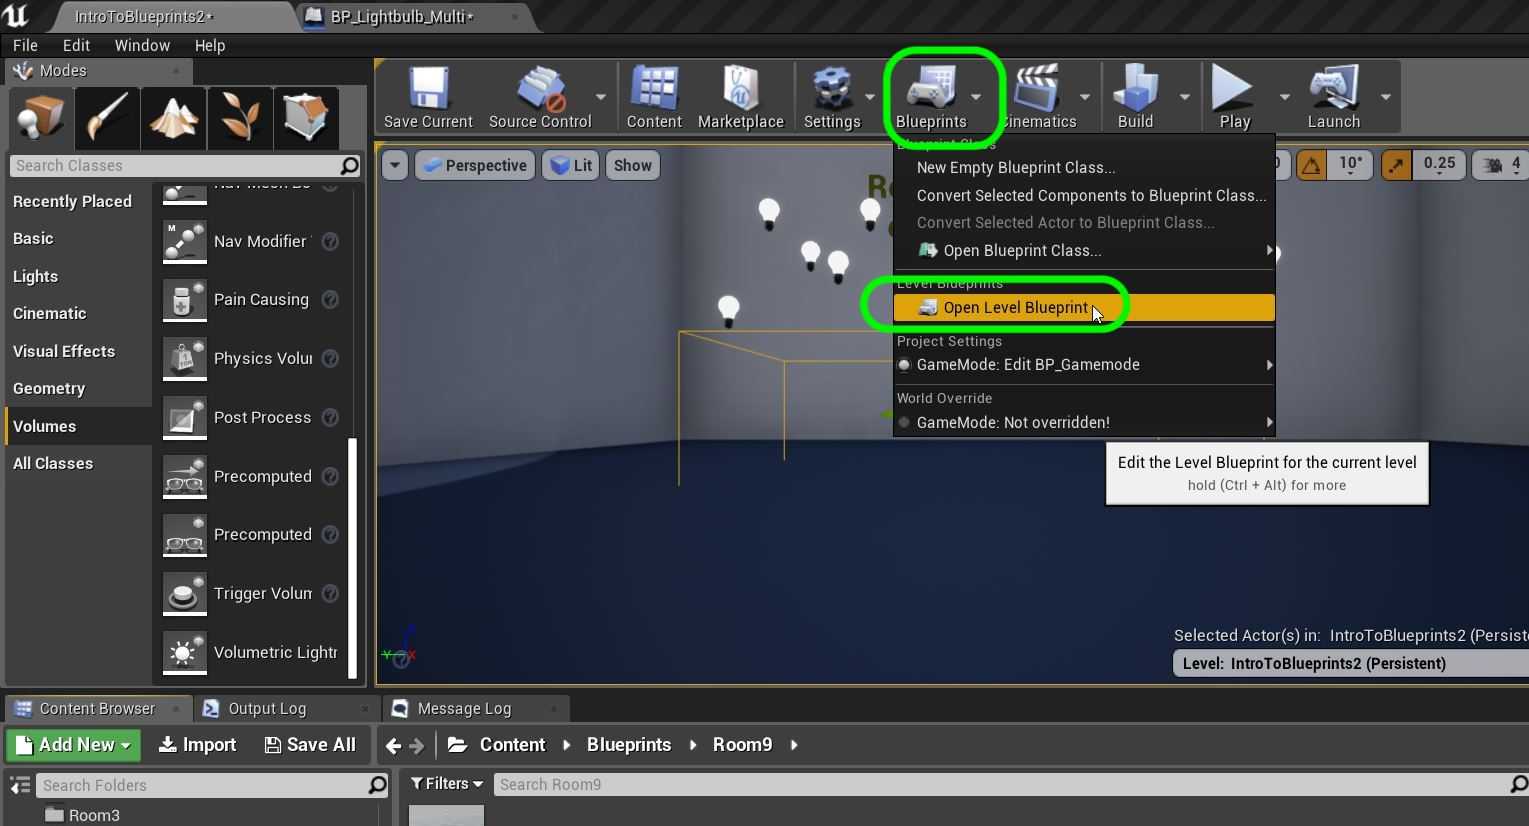 IntroToBlueprints2*
BP_Lightbulb_Multi*
File Edit Window Help
Modes
Save Current
Source Control
Content
Marketplace
Settings
Blueprints
inematics
Build
Play
Launch
Search Classes
Perspective
Lit
Show
10°
0.25
4
Recently Placed
Basic
Lights
Cinematic
Visual Effects
Geometry
Volumes
All Classes
Nav Modifier
Pain Causing
Physics Volu
Post Process
Precomputed
Precomputed
Trigger Volum
Volumetric Light
Blueprint Class
New Empty Blueprint Class...
Convert Selected Components to Blueprint Class...
Convert Selected Actor to Blueprint Class...
Open Blueprint Class...
Level Blueprints
Open Level Blueprint
Project Settings
GameMode: Edit BP_Gamemode
World Override
GameMode: Not overridden!
Edit the Level Blueprint for the current level
hold (Ctrl + Alt) for more
Selected Actor(s) in: IntroToBlueprints2 (Persist
Level: IntroToBlueprints2 (Persistent)
Content Browser
Output Log
Message Log
Add New
Import
Save All
Content
Blueprints
Room9
Search Folders
Filters
Search Room9
Room3